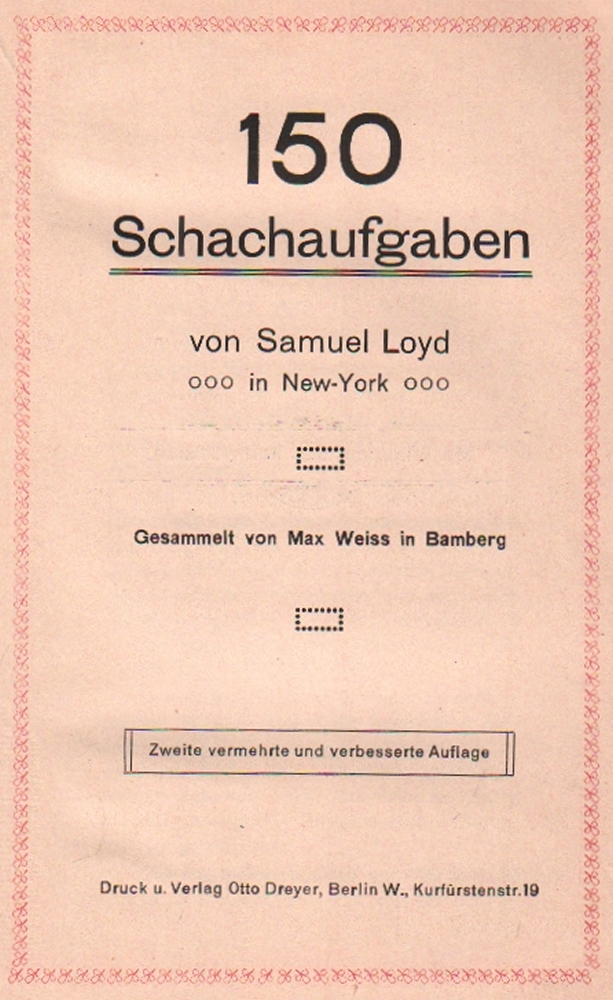 150
Schachaufgaben
von Samuel Loyd
ooo in New-York ooo
Gesammelt von Max Weiss in Bamberg
Zweite vermehrte und verbesserte Auflage
Druck u. Verlag Otto Dreyer, Berlin W., Kurfürstenstr.19